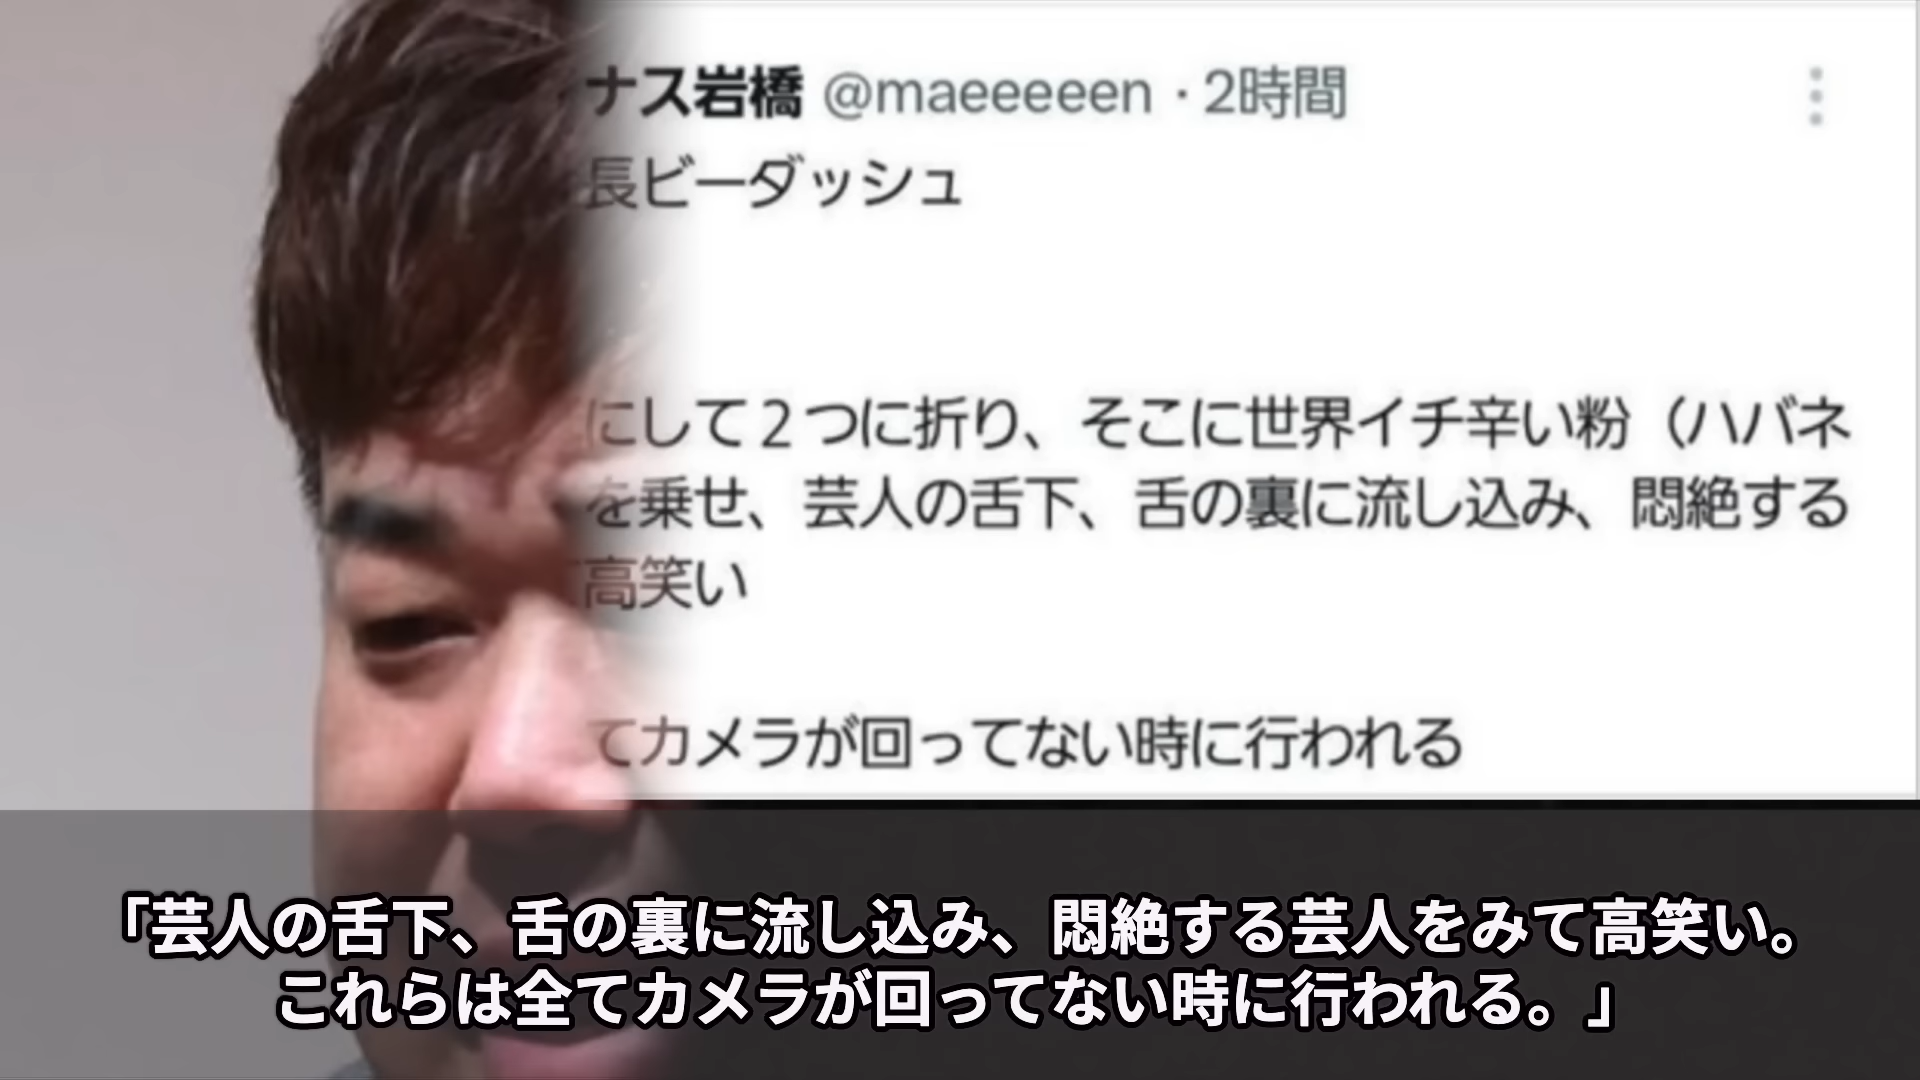 ナス岩橋 @maeeeeen・2時間
長ビーダッシュ
にして2つに折り、そこに世界イチ辛い粉（ハバネ
を乗せ、芸人の舌下、舌の裏に流し込み、悶絶する
高笑い
てカメラが回ってない時に行われる
「芸人の舌下、舌の裏に流し込み、悶絶する芸人をみて高笑い。
これらは全てカメラが回ってない時に行われる。」